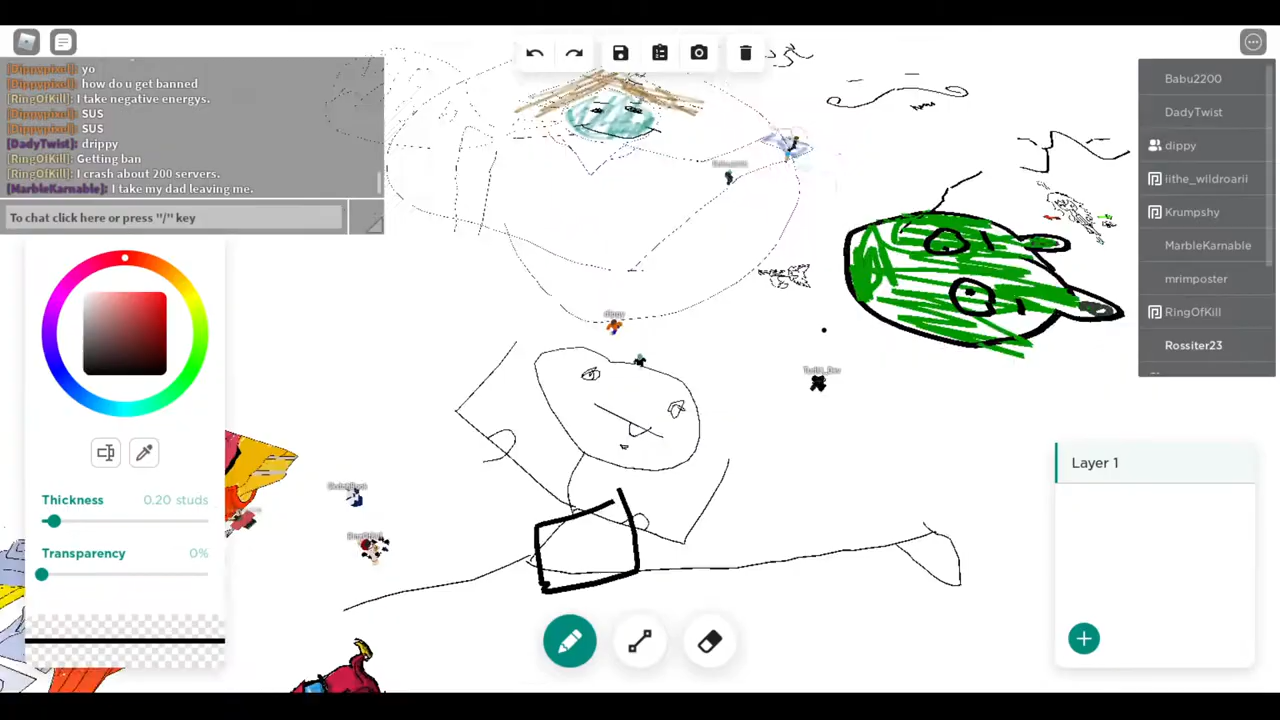 [Dippypixel]: yo
[Dippypixel]: how do u get banned
[RingOfKill]: I take negative energys.
[Dippypixel]: SUS
[Dippypixel]: SUS
[DadyTwist]: drippy
[RingOfKill]: Getting ban
[RingOfKill]: I crash about 200 servers.
[MarbleKarnable]: I take my dad leaving me.
To chat click here or press "/" key
Babu2200
DadyTwist
dippy
iithe_wildroarii
Krumpshy
MarbleKarnable
mrimposter
RingOfKill
Rossiter23
dippy
Thickness 0.20 studs
Transparency 0%
Layer 1